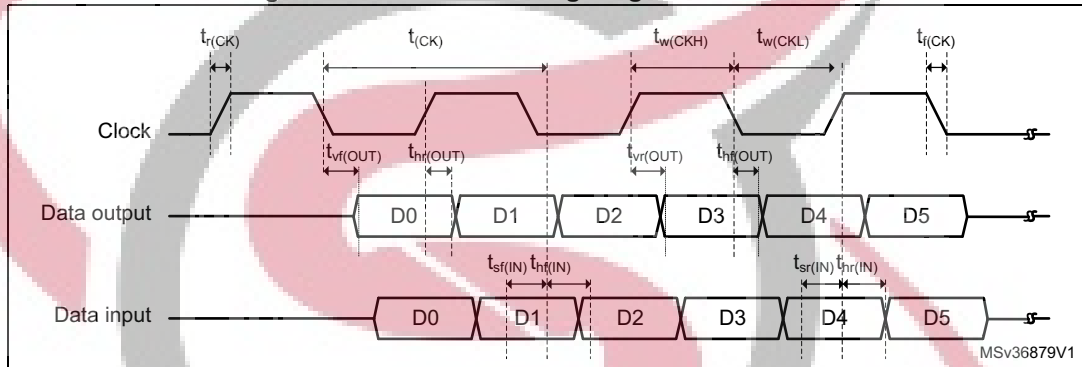 tr(CK) t(CK) tw(CKH) tw(CKL) tf(CK)
Clock
tvf(OUT) thr(OUT) tvr(OUT) thf(OUT)
Data output D0 D1 D2 D3 D4 D5
tsf(IN) thf(IN) tsr(IN) thr(IN)
Data input D0 D1 D2 D3 D4 D5
MSv36879V1